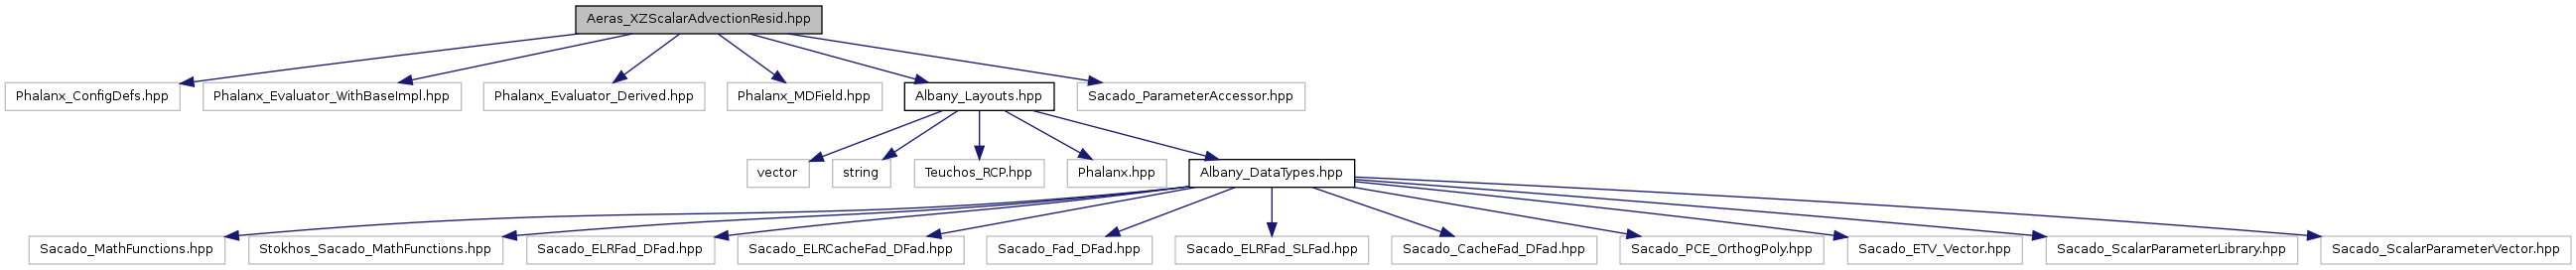 Aeras_XZScalarAdvectionResid.hpp
Phalanx_ConfigDefs.hpp
Phalanx_Evaluator_WithBaseImpl.hpp
Phalanx_Evaluator_Derived.hpp
Phalanx_MDField.hpp
Albany_Layouts.hpp
Sacado_ParameterAccessor.hpp
vector
string
Teuchos_RCP.hpp
Phalanx.hpp
Albany_DataTypes.hpp
Sacado_MathFunctions.hpp
Stokhos_Sacado_MathFunctions.hpp
Sacado_ELRFad_DFad.hpp
Sacado_ELRCacheFad_DFad.hpp
Sacado_Fad_DFad.hpp
Sacado_ELRFad_SLFad.hpp
Sacado_CacheFad_DFad.hpp
Sacado_PCE_OrthogPoly.hpp
Sacado_ETV_Vector.hpp
Sacado_ScalarParameterLibrary.hpp
Sacado_ScalarParameterVector.hpp